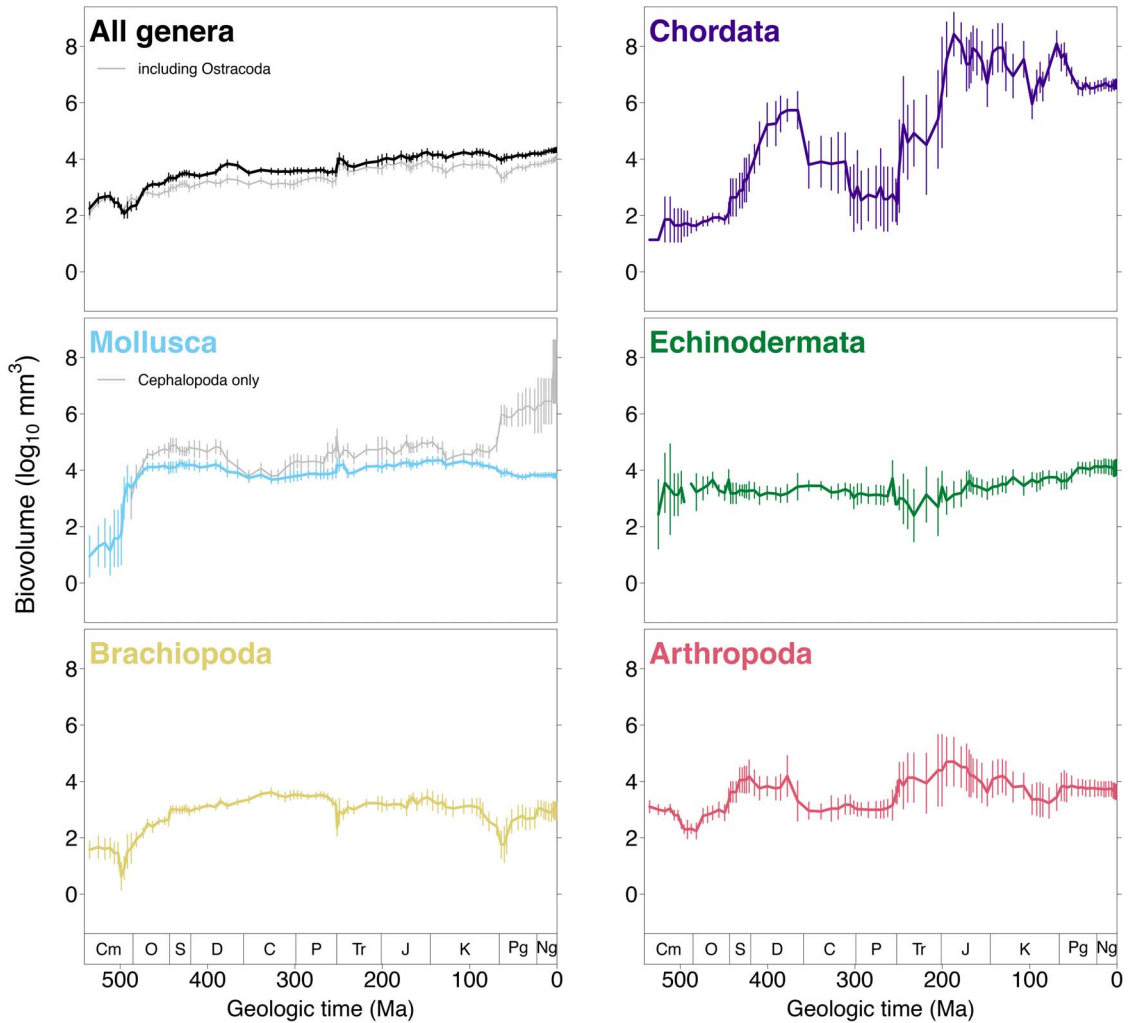 All genera
including Ostracoda
8
6
4
2
0
Chordata
8
6
4
2
0
Biovolume (log10 mm3)
Mollusca
Cephalopoda only
8
6
4
2
0
Echinodermata
8
6
4
2
0
Brachiopoda
8
6
4
2
0
Cm O S D C P Tr J K Pg Ng
500 400 300 200 100 0
Geologic time (Ma)
Arthropoda
8
6
4
2
0
Cm O S D C P Tr J K Pg Ng
500 400 300 200 100 0
Geologic time (Ma)